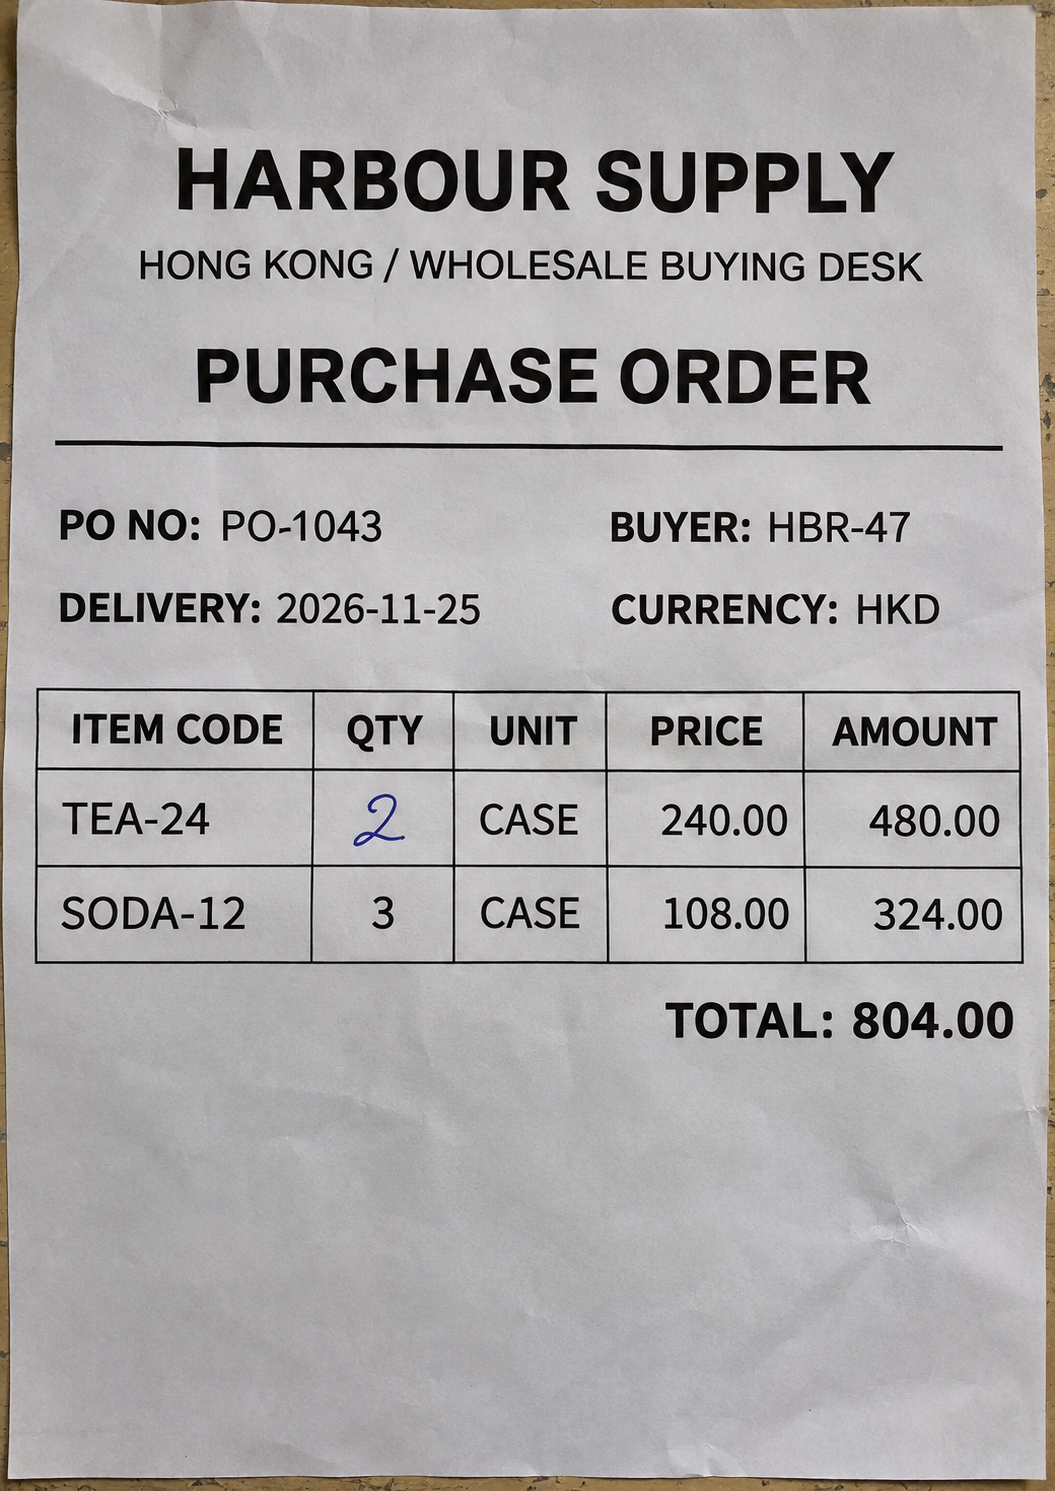 HARBOUR SUPPLY
HONG KONG / WHOLESALE BUYING DESK
PURCHASE ORDER
PO NO: PO-1043 BUYER: HBR-47
DELIVERY: 2026-11-25 CURRENCY: HKD
ITEM CODE QTY UNIT PRICE AMOUNT
TEA-24 2 CASE 240.00 480.00
SODA-12 3 CASE 108.00 324.00
TOTAL: 804.00